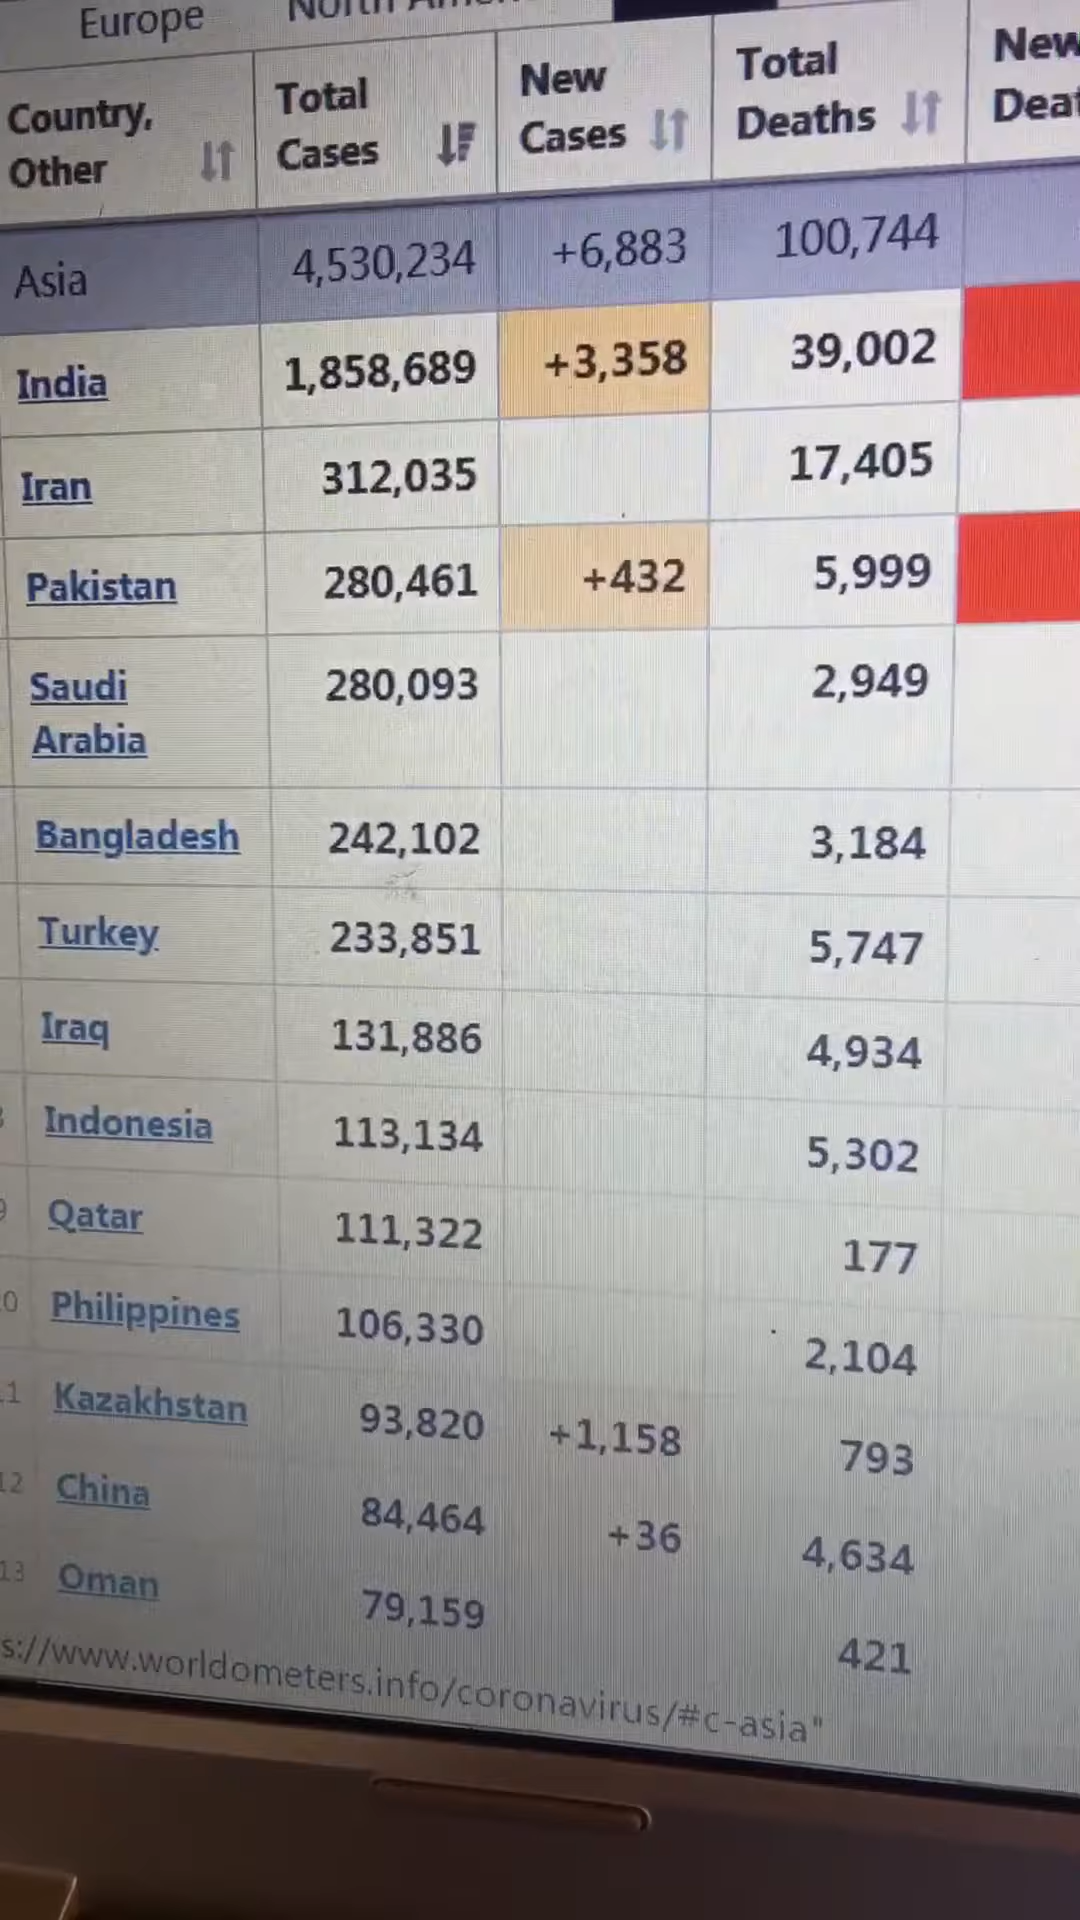 Europe
Country, Other Total Cases New Cases Total Deaths New
Asia 4,530,234 +6,883 100,744
India 1,858,689 +3,358 39,002
Iran 312,035 17,405
Pakistan 280,461 +432 5,999
Saudi Arabia 280,093 2,949
Bangladesh 242,102 3,184
Turkey 233,851 5,747
Iraq 131,886 4,934
Indonesia 113,134 5,302
Qatar 111,322 177
Philippines 106,330 2,104
Kazakhstan 93,820 +1,158 793
12 China 84,464 +36 4,634
13 Oman 79,159 421
s://www.worldometers.info/coronavirus/#c-asia"